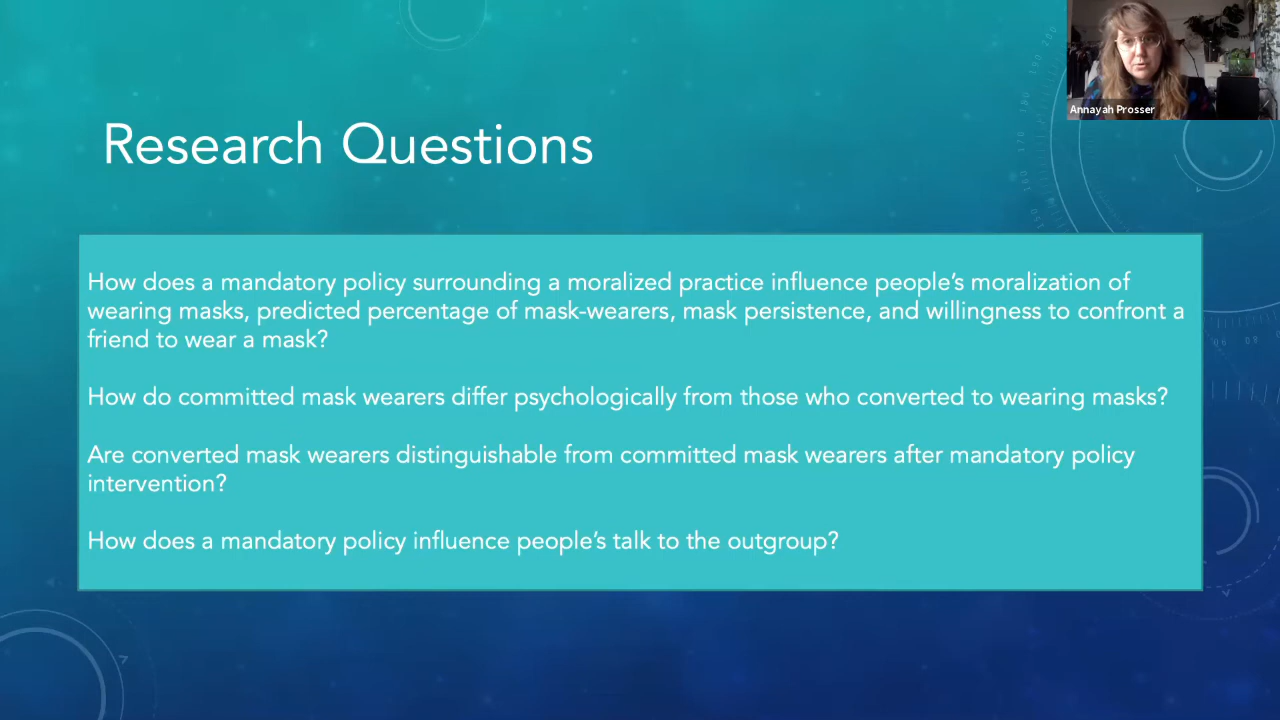 Annayah Prosser
Research Questions
How does a mandatory policy surrounding a moralized practice influence people’s moralization of
wearing masks, predicted percentage of mask-wearers, mask persistence, and willingness to confront a
friend to wear a mask?
How do committed mask wearers differ psychologically from those who converted to wearing masks?
Are converted mask wearers distinguishable from committed mask wearers after mandatory policy
intervention?
How does a mandatory policy influence people’s talk to the outgroup?